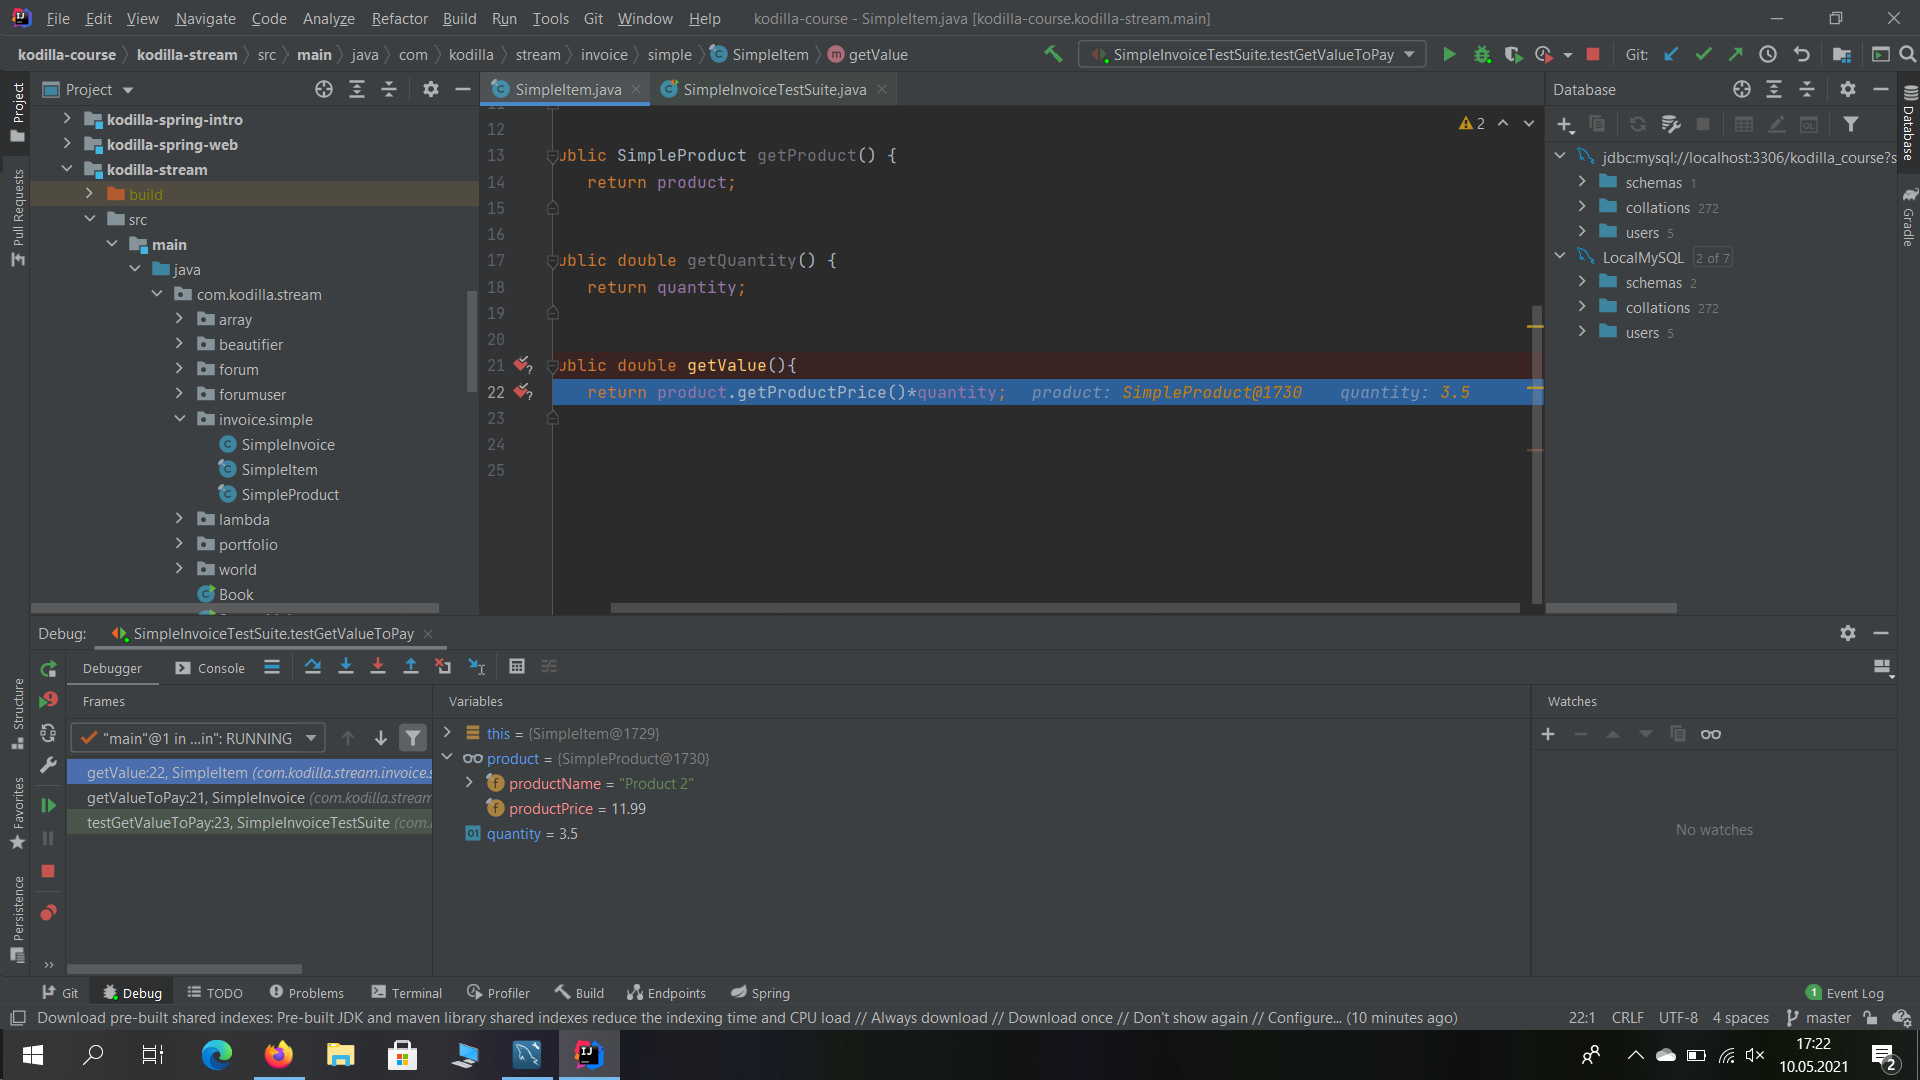 File Edit View Navigate Code Analyze Refactor Build Run Tools Git Window Help kodilla-course - SimpleItem.java [kodilla-course.kodilla-stream.main]
kodilla-course kodilla-stream src main java com kodilla stream invoice simple SimpleItem getValue SimpleInvoiceTestSuite.testGetValueToPay Git:
Project
SimpleItem.java
SimpleInvoiceTestSuite.java
Database
kodilla-spring-intro
kodilla-spring-web
kodilla-stream
build
src
main
java
com.kodilla.stream
array
beautifier
forum
forumuser
invoice.simple
SimpleInvoice
SimpleItem
SimpleProduct
lambda
portfolio
world
Book
2
12
13 ublic SimpleProduct getProduct() {
14 return product;
15
16
17 ublic double getQuantity() {
18 return quantity;
19
20
21 ublic double getValue(){
22 return product.getProductPrice()*quantity; product: SimpleProduct@1730 quantity: 3.5
23
24
25
jdbc:mysql://localhost:3306/kodilla_course?s
schemas 1
collations 272
users 5
LocalMySQL 2 of 7
schemas 2
collations 272
users 5
Project
Pull Requests
Structure
Favorites
Persistence
Database
Gradle
Debug: SimpleInvoiceTestSuite.testGetValueToPay
Debugger Console
Frames
Variables
Watches
"main"@1 in ...in": RUNNING
getValue:22, SimpleItem (com.kodilla.stream.invoice.s
getValueToPay:21, SimpleInvoice (com.kodilla.stream
testGetValueToPay:23, SimpleInvoiceTestSuite (com.
this = {SimpleItem@1729}
product = {SimpleProduct@1730}
productName = "Product 2"
productPrice = 11.99
quantity = 3.5
No watches
Git Debug TODO Problems Terminal Profiler Build Endpoints Spring 1 Event Log
Download pre-built shared indexes: Pre-built JDK and maven library shared indexes reduce the indexing time and CPU load // Always download // Download once // Don't show again // Configure... (10 minutes ago) 22:1 CRLF UTF-8 4 spaces master
17:22
10.05.2021
2